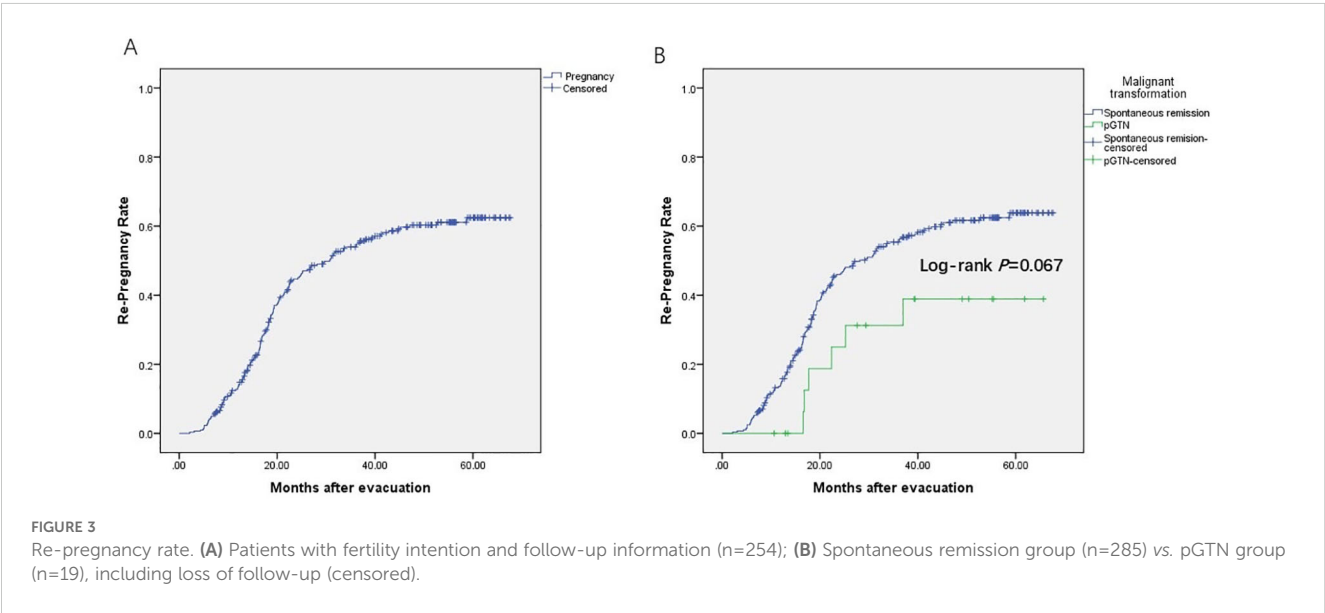 A
Pregnancy
Censored
1.0
0.8
0.6
0.4
0.2
0.0
Re-Pregnancy Rate
.00 20.00 40.00 60.00
Months after evacuation
B
Malignant
transformation
Spontaneous remission
pGTN
Spontaneous remision-
censored
pGTN-censored
1.0
0.8
0.6
0.4
0.2
0.0
Re-Pregnancy Rate
Log-rank P=0.067
.00 20.00 40.00 60.00
Months after evacuation
FIGURE 3
Re-pregnancy rate. (A) Patients with fertility intention and follow-up information (n=254); (B) Spontaneous remission group (n=285) vs. pGTN group
(n=19), including loss of follow-up (censored).